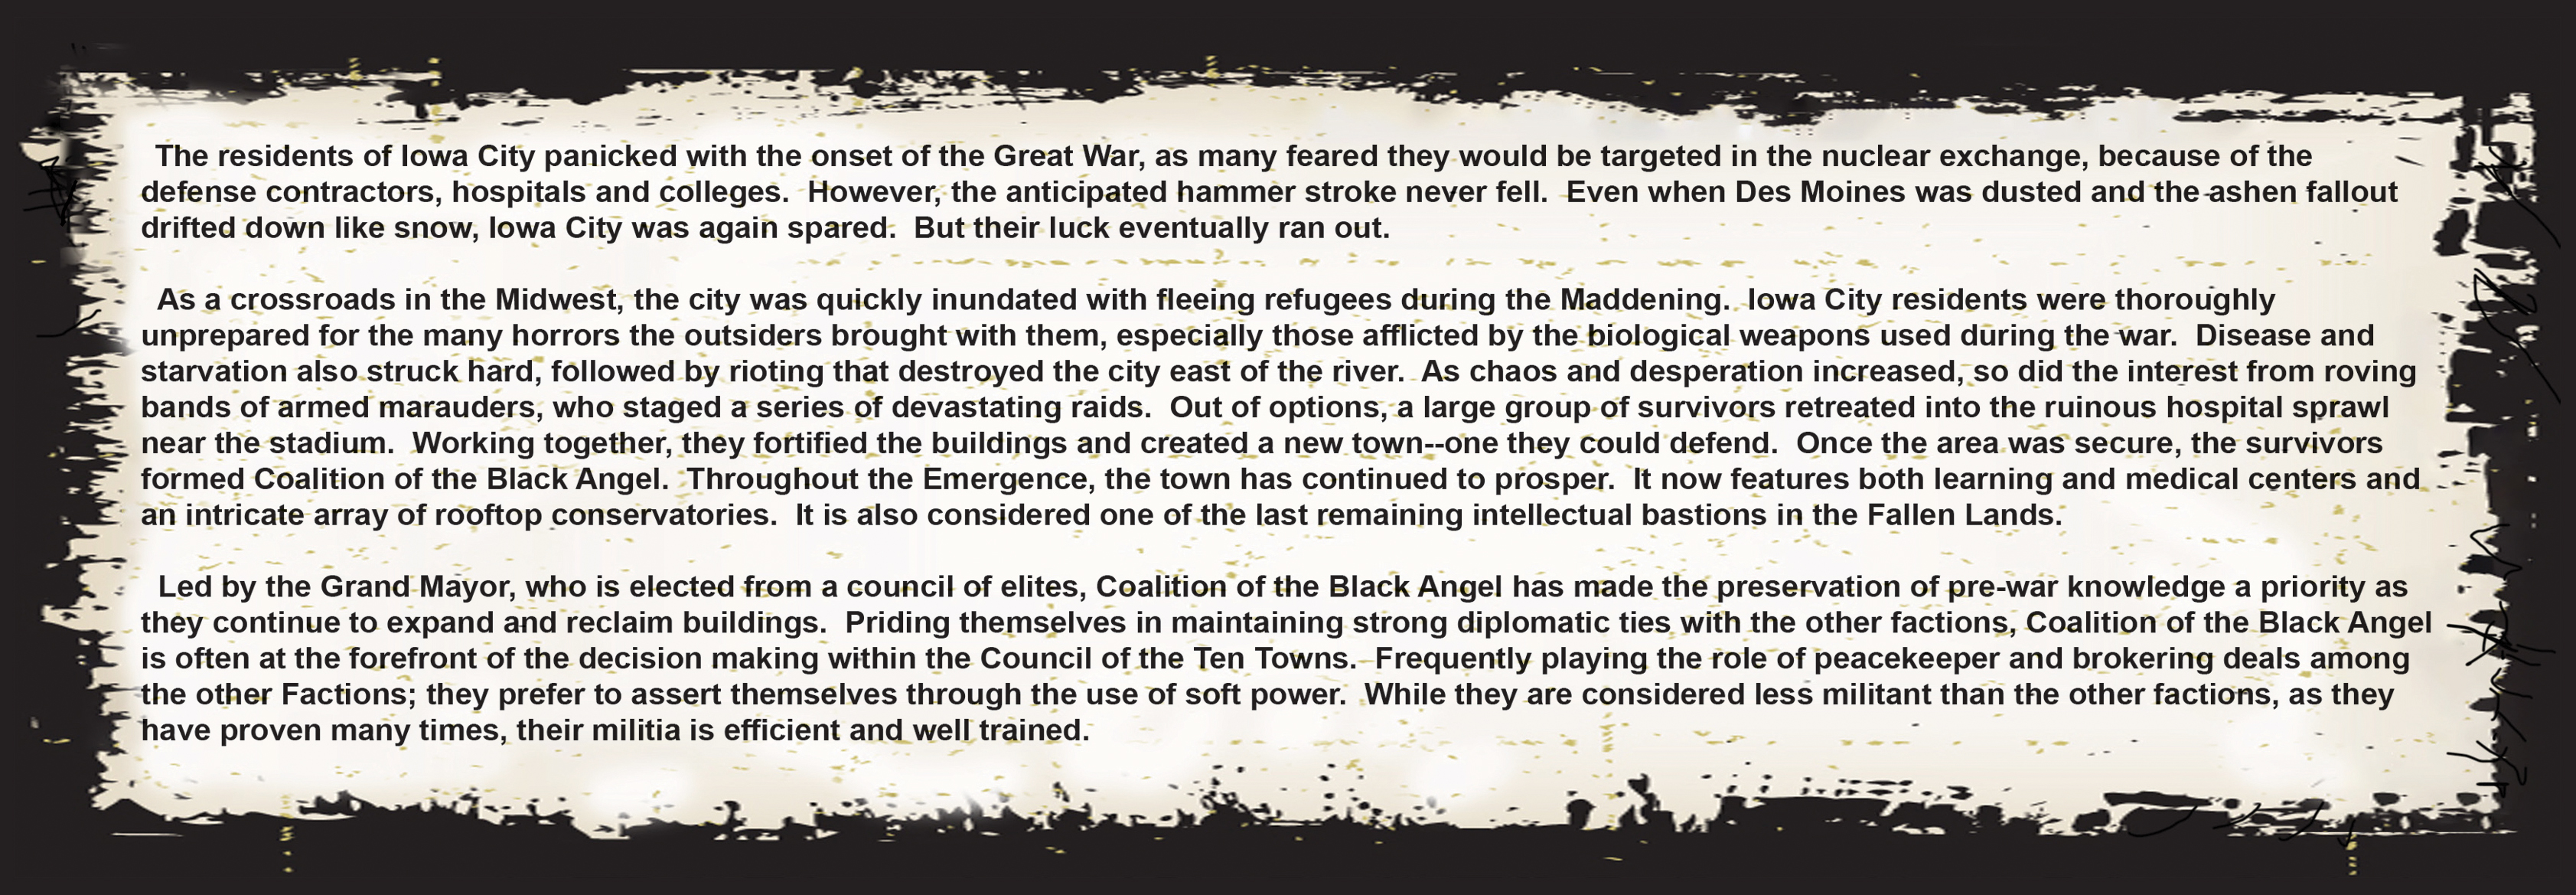 The residents of Iowa City panicked with the onset of the Great War, as many feared they would be targeted in the nuclear exchange, because of the
defense contractors, hospitals and colleges.  However, the anticipated hammer stroke never fell.  Even when Des Moines was dusted and the ashen fallout
drifted down like snow, Iowa City was again spared.  But their luck eventually ran out.
As a crossroads in the Midwest, the city was quickly inundated with fleeing refugees during the Maddening.  Iowa City residents were thoroughly
unprepared for the many horrors the outsiders brought with them, especially those afflicted by the biological weapons used during the war.  Disease and
starvation also struck hard, followed by rioting that destroyed the city east of the river.  As chaos and desperation increased, so did the interest from roving
bands of armed marauders, who staged a series of devastating raids.  Out of options, a large group of survivors retreated into the ruinous hospital sprawl
near the stadium.  Working together, they fortified the buildings and created a new town--one they could defend.  Once the area was secure, the survivors
formed Coalition of the Black Angel.  Throughout the Emergence, the town has continued to prosper.  It now features both learning and medical centers and
an intricate array of rooftop conservatories.  It is also considered one of the last remaining intellectual bastions in the Fallen Lands.
Led by the Grand Mayor, who is elected from a council of elites, Coalition of the Black Angel has made the preservation of pre-war knowledge a priority as
they continue to expand and reclaim buildings.  Priding themselves in maintaining strong diplomatic ties with the other factions, Coalition of the Black Angel
is often at the forefront of the decision making within the Council of the Ten Towns.  Frequently playing the role of peacekeeper and brokering deals among
the other Factions; they prefer to assert themselves through the use of soft power.  While they are considered less militant than the other factions, as they
have proven many times, their militia is efficient and well trained.